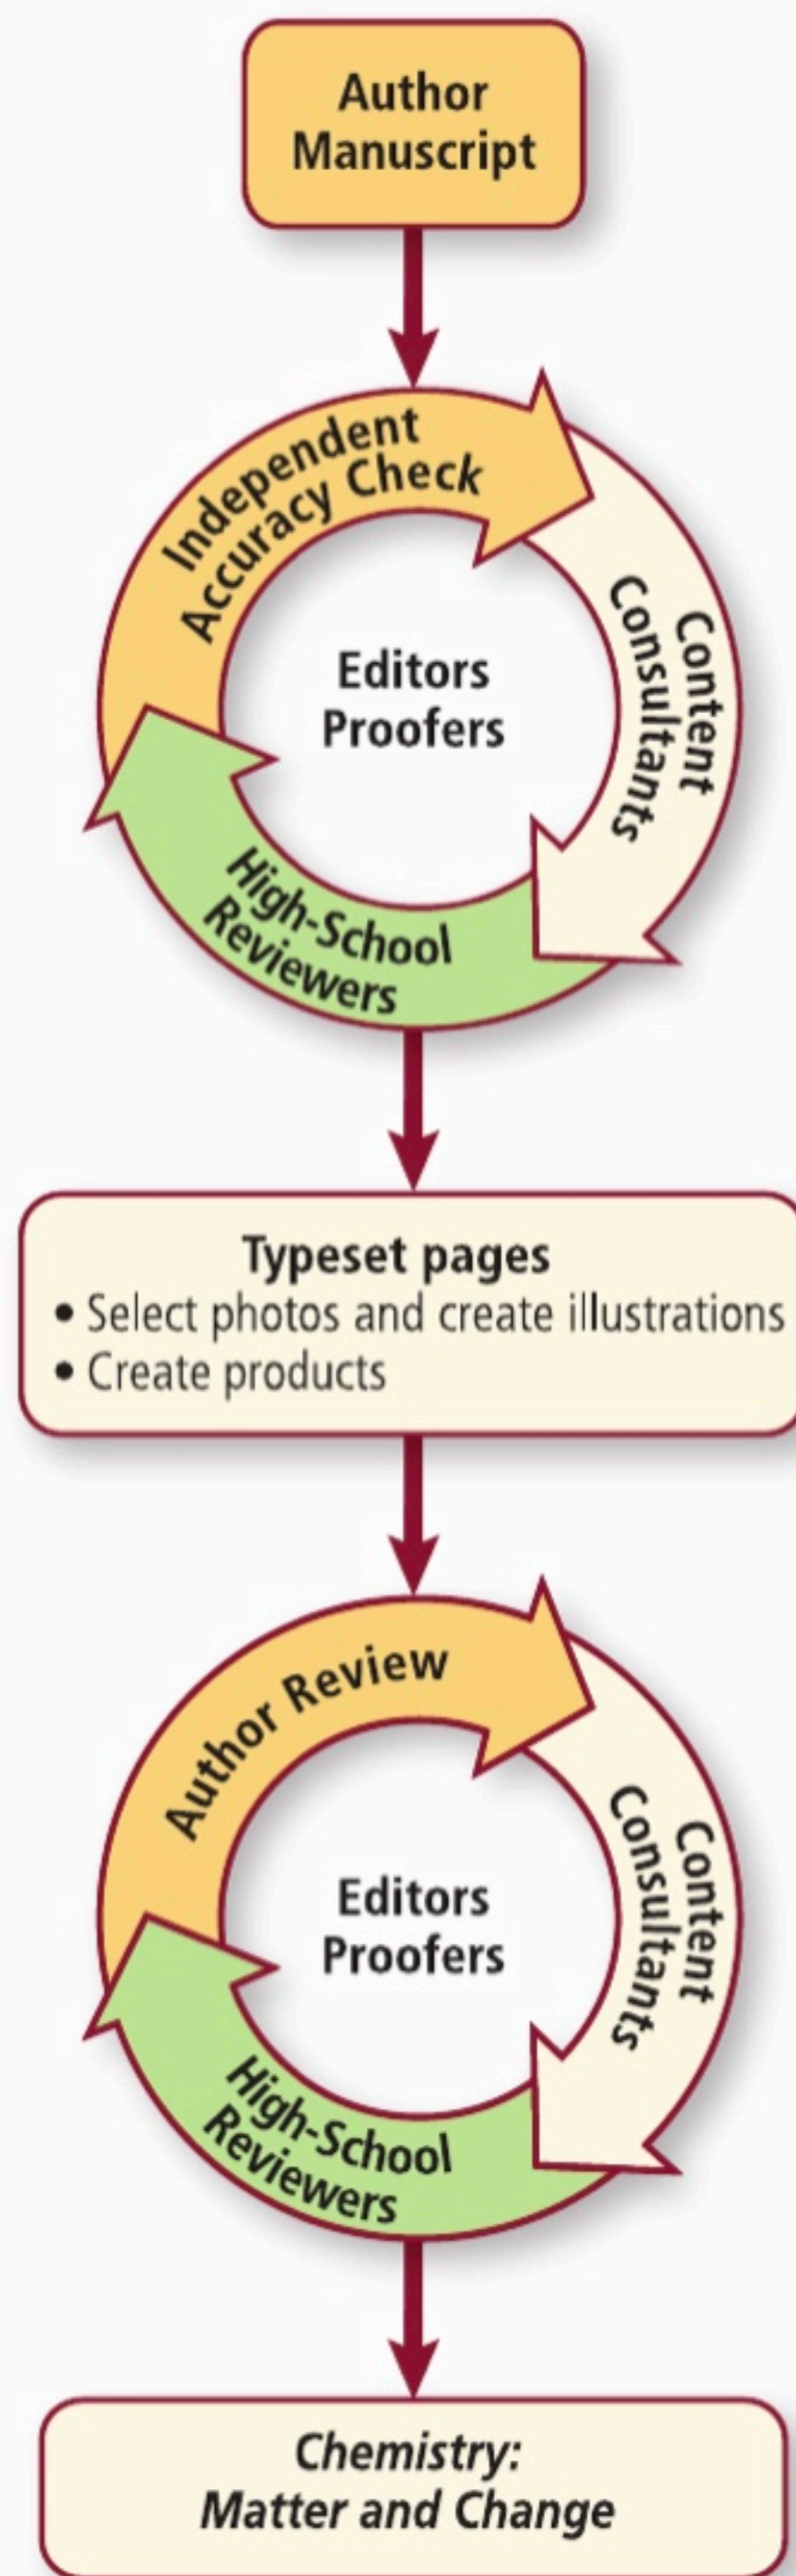 Author
Manuscript
Independent
Accuracy Check
Content
Consultants
Editors
Proofers
High-School
Reviewers
Typeset pages
• Select photos and create illustrations
• Create products
Author Review
Content
Consultants
Editors
Proofers
High-School
Reviewers
Chemistry:
Matter and Change